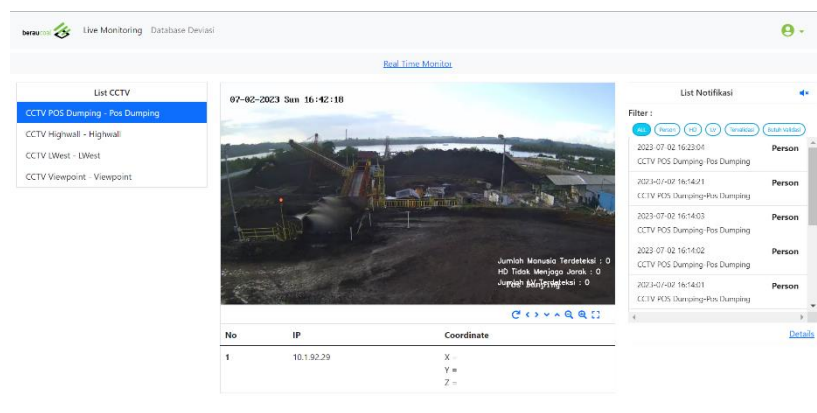 beraucoal
Live Monitoring Database Deviasi
Real Time Monitor
List CCTV
CCTV POS Dumping - Pos Dumping
CCTV Highwall - Highwall
CCTV LWest - LWest
CCTV Viewpoint - Viewpoint
07-02-2023 Sun 16:42:18
Jumlah Manusia Terdeteksi : 0
HD Tidak Menjaga Jarak : 0
Jumlah LV Terdeteksi : 0
Pos Dumping
No IP Coordinate
1 10.1.92.29 X =
Y =
Z =
List Notifikasi
Filter :
ALL Person HD LV Tervalidasi Butuh Validasi
2023-07-02 16:23:04 Person
CCTV POS Dumping-Pos Dumping
2023-07-02 16:14:21 Person
CCTV POS Dumping-Pos Dumping
2023-07-02 16:14:03 Person
CCTV POS Dumping-Pos Dumping
2023-07-02 16:14:02 Person
CCTV POS Dumping-Pos Dumping
2023-07-02 16:14:01 Person
CCTV POS Dumping-Pos Dumping
Details